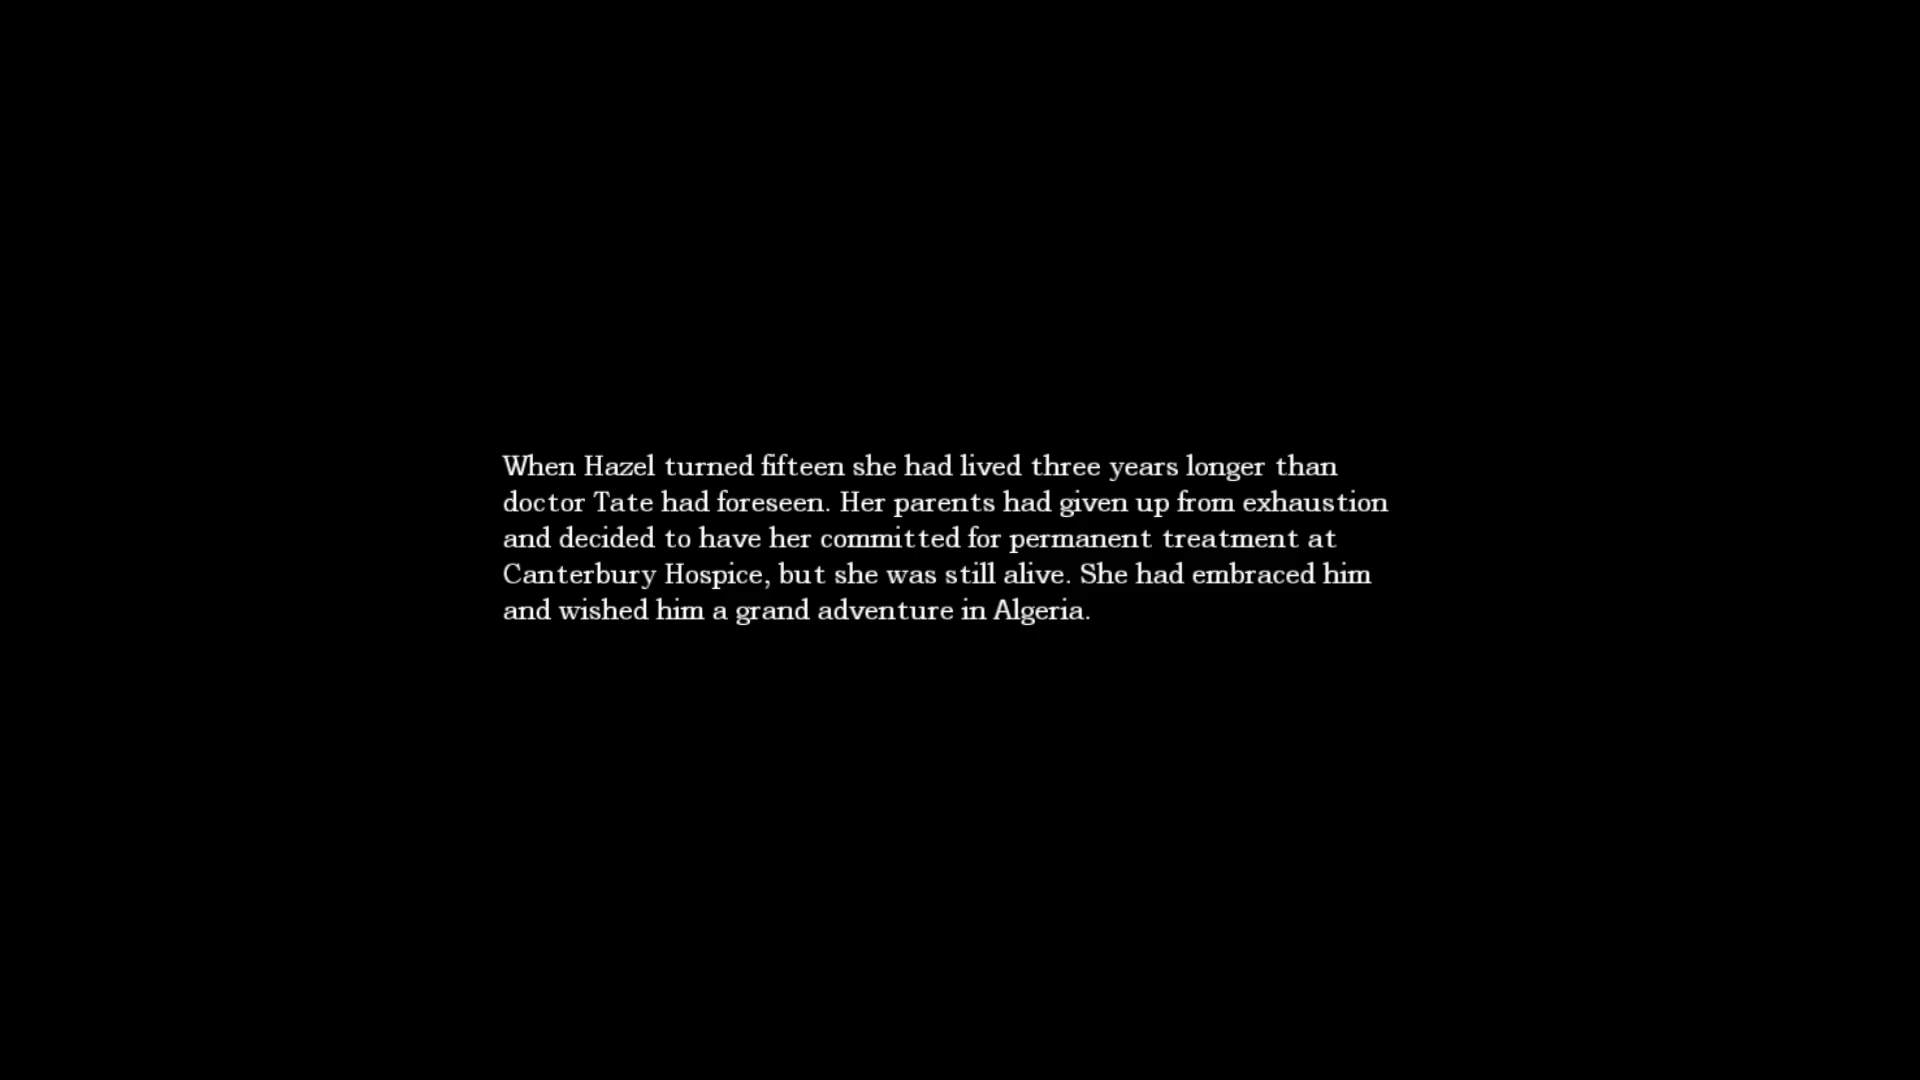 When Hazel turned fifteen she had lived three years longer than
doctor Tate had foreseen. Her parents had given up from exhaustion
and decided to have her committed for permanent treatment at
Canterbury Hospice, but she was still alive. She had embraced him
and wished him a grand adventure in Algeria.